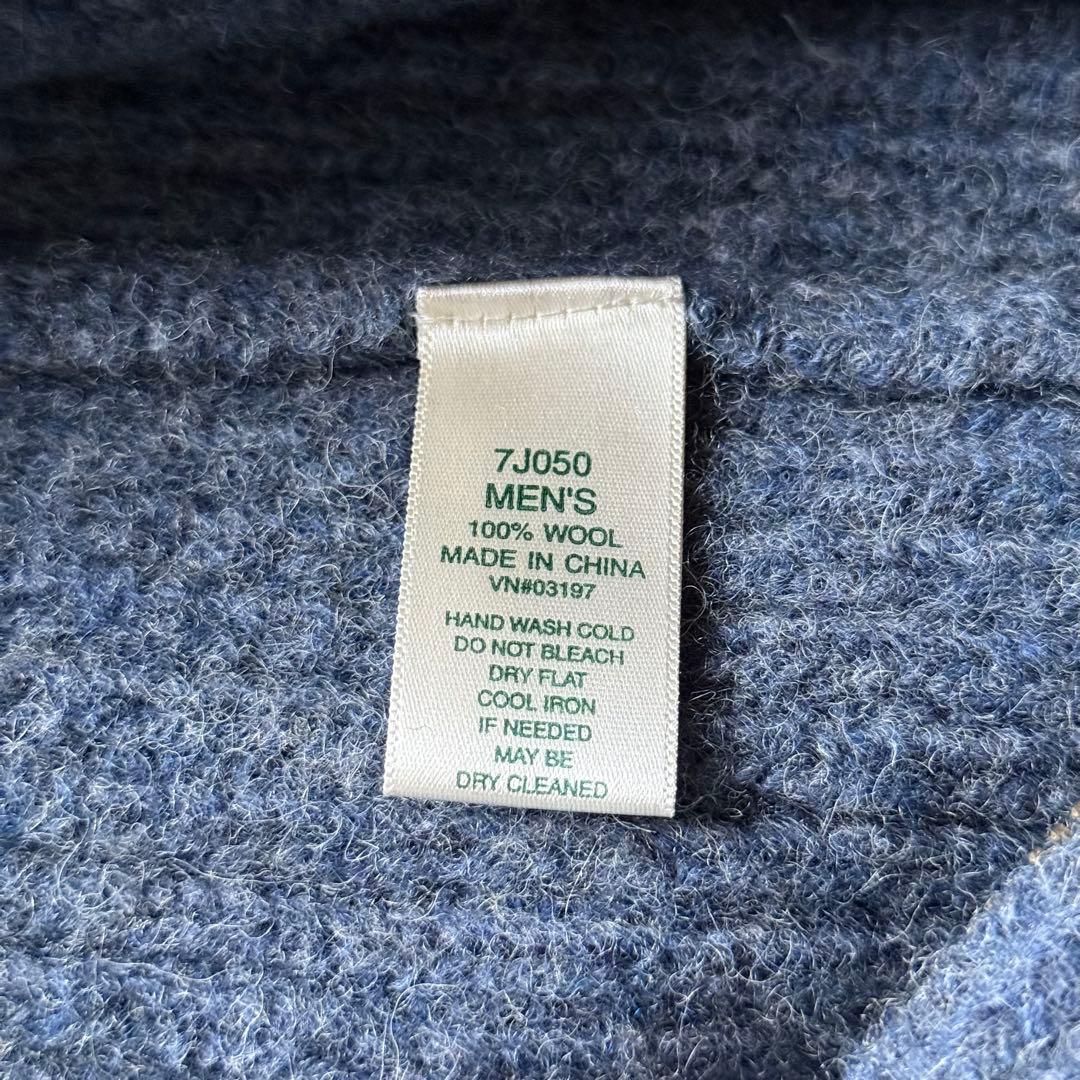 7J050
MEN'S
100% WOOL
MADE IN CHINA
VN#03197
HAND WASH COLD
DO NOT BLEACH
DRY FLAT
COOL IRON
IF NEEDED
MAY BE
DRY CLEANED